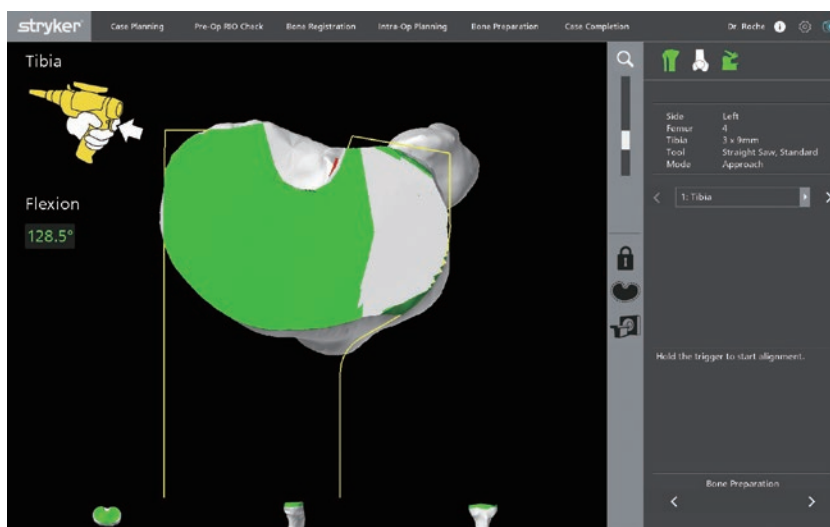 stryker
Case Planning
Pre-Op RIO Check
Bone Registration
Intra-Op Planning
Bone Preparation
Case Completion
Dr. Roche
Tibia
Flexion
128.5°
Side Left
Femur 4
Tibia 3 x 9mm
Tool Straight Saw, Standard
Mode Approach
1: Tibia
Hold the trigger to start alignment.
Bone Preparation